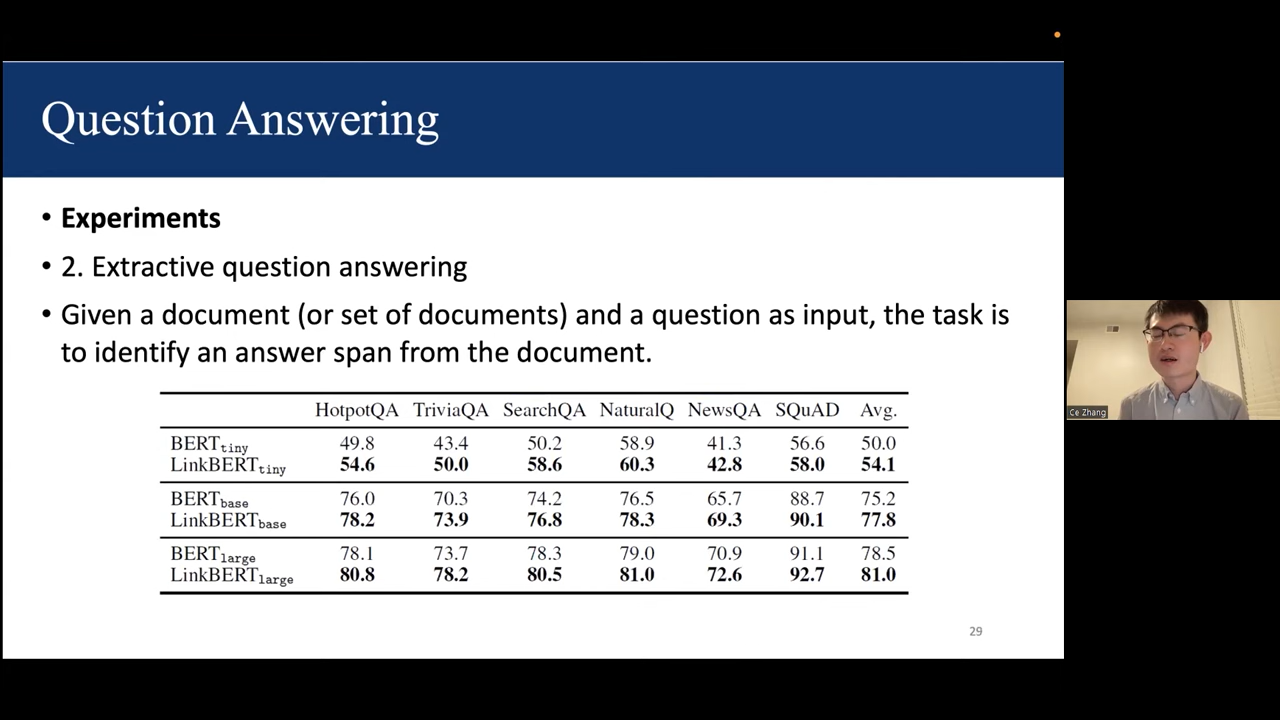 Question Answering
• Experiments
• 2. Extractive question answering
• Given a document (or set of documents) and a question as input, the task is
to identify an answer span from the document.
HotpotQA TriviaQA SearchQA NaturalQ NewsQA SQuAD Avg.
BERTtiny 49.8 43.4 50.2 58.9 41.3 56.6 50.0
LinkBERTtiny 54.6 50.0 58.6 60.3 42.8 58.0 54.1
BERTbase 76.0 70.3 74.2 76.5 65.7 88.7 75.2
LinkBERTbase 78.2 73.9 76.8 78.3 69.3 90.1 77.8
BERTlarge 78.1 73.7 78.3 79.0 70.9 91.1 78.5
LinkBERTlarge 80.8 78.2 80.5 81.0 72.6 92.7 81.0
29
Ce Zhang